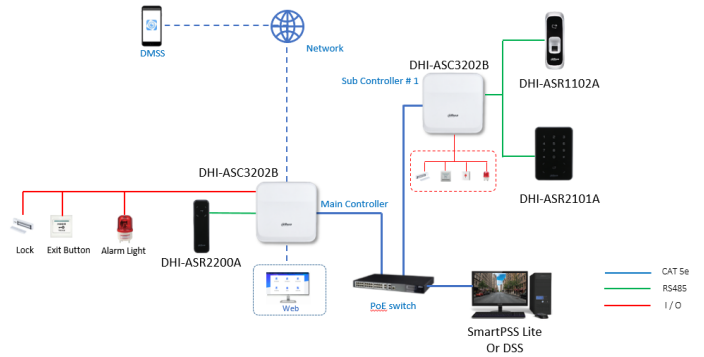 DMSS
Network
DHI-ASC3202B
Sub Controller # 1
DHI-ASR1102A
DHI-ASR2101A
DHI-ASC3202B
Main Controller
Lock
Exit Button
Alarm Light
DHI-ASR2200A
Web
PoE switch
SmartPSS Lite
Or DSS
CAT 5e
RS485
I / O